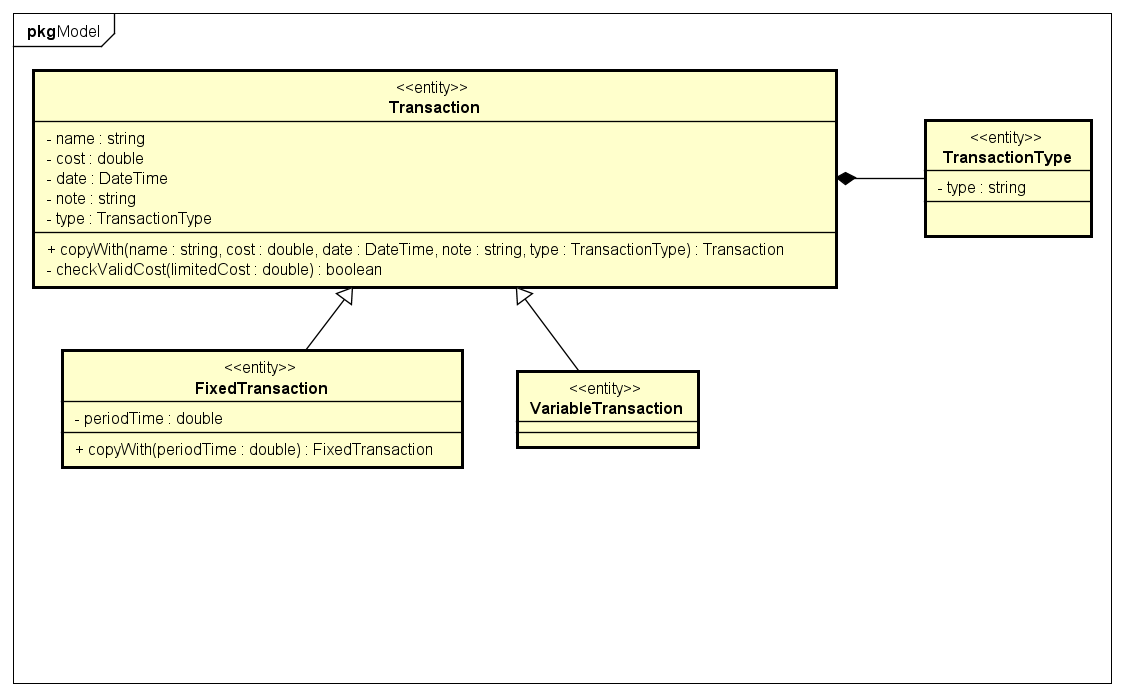 pkgModel
<<entity>>
Transaction
- name : string
- cost : double
- date : DateTime
- note : string
- type : TransactionType
+ copyWith(name : string, cost : double, date : DateTime, note : string, type : TransactionType) : Transaction
- checkValidCost(limitedCost : double) : boolean
<<entity>>
TransactionType
- type : string
<<entity>>
FixedTransaction
- periodTime : double
+ copyWith(periodTime : double) : FixedTransaction
<<entity>>
VariableTransaction